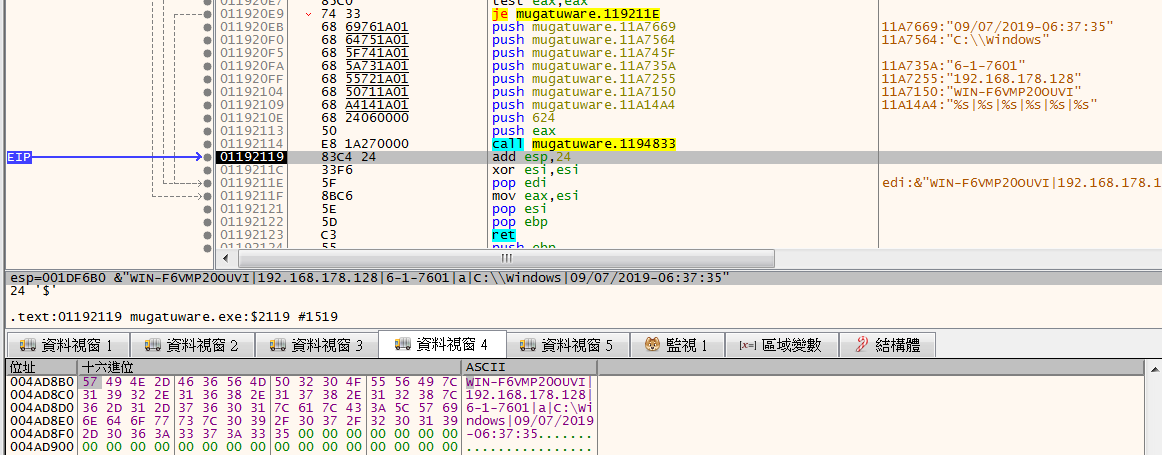 011920E7 85C0 test eax,eax
011920E9 74 33 je mugatuware.119211E
011920EB 68 69761A01 push mugatuware.11A7669 11A7669:"09/07/2019-06:37:35"
011920F0 68 64751A01 push mugatuware.11A7564 11A7564:"C:\\Windows"
011920F5 68 5F741A01 push mugatuware.11A745F
011920FA 68 5A731A01 push mugatuware.11A735A 11A735A:"6-1-7601"
011920FF 68 55721A01 push mugatuware.11A7255 11A7255:"192.168.178.128"
01192104 68 50711A01 push mugatuware.11A7150 11A7150:"WIN-F6VMP20OUVI"
01192109 68 A4141A01 push mugatuware.11A14A4 11A14A4:"%s|%s|%s|%s|%s|%s"
0119210E 68 24060000 push 624
01192113 50 push eax
01192114 E8 1A270000 call mugatuware.1194833
EIP 01192119 83C4 24 add esp,24
0119211C 33F6 xor esi,esi
0119211E 5F pop edi edi:&"WIN-F6VMP20OUVI|192.168.178.1
0119211F 8BC6 mov eax,esi
01192121 5E pop esi
01192122 5D pop ebp
01192123 C3 ret
01192124 55 push ebp
esp=001DF6B0 &"WIN-F6VMP20OUVI|192.168.178.128|6-1-7601|a|C:\\Windows|09/07/2019-06:37:35"
24 '$'
.text:01192119 mugatuware.exe:$2119 #1519
資料視窗 1 資料視窗 2 資料視窗 3 資料視窗 4 資料視窗 5 監視 1 [x=] 區域變數 結構體
位址 十六進位 ASCII
004AD8B0 57 49 4E 2D 46 36 56 4D 50 32 30 4F 55 56 49 7C WIN-F6VMP20OUVI|
004AD8C0 31 39 32 2E 31 36 38 2E 31 37 38 2E 31 32 38 7C 192.168.178.128|
004AD8D0 36 2D 31 2D 37 36 30 31 7C 61 7C 43 3A 5C 57 69 6-1-7601|a|C:\Wi
004AD8E0 6E 64 6F 77 73 7C 30 39 2F 30 37 2F 32 30 31 39 ndows|09/07/2019
004AD8F0 2D 30 36 3A 33 37 3A 33 35 00 00 00 00 00 00 00 -06:37:35.......
004AD900 00 00 00 00 00 00 00 00 00 00 00 00 00 00 00 00 ................